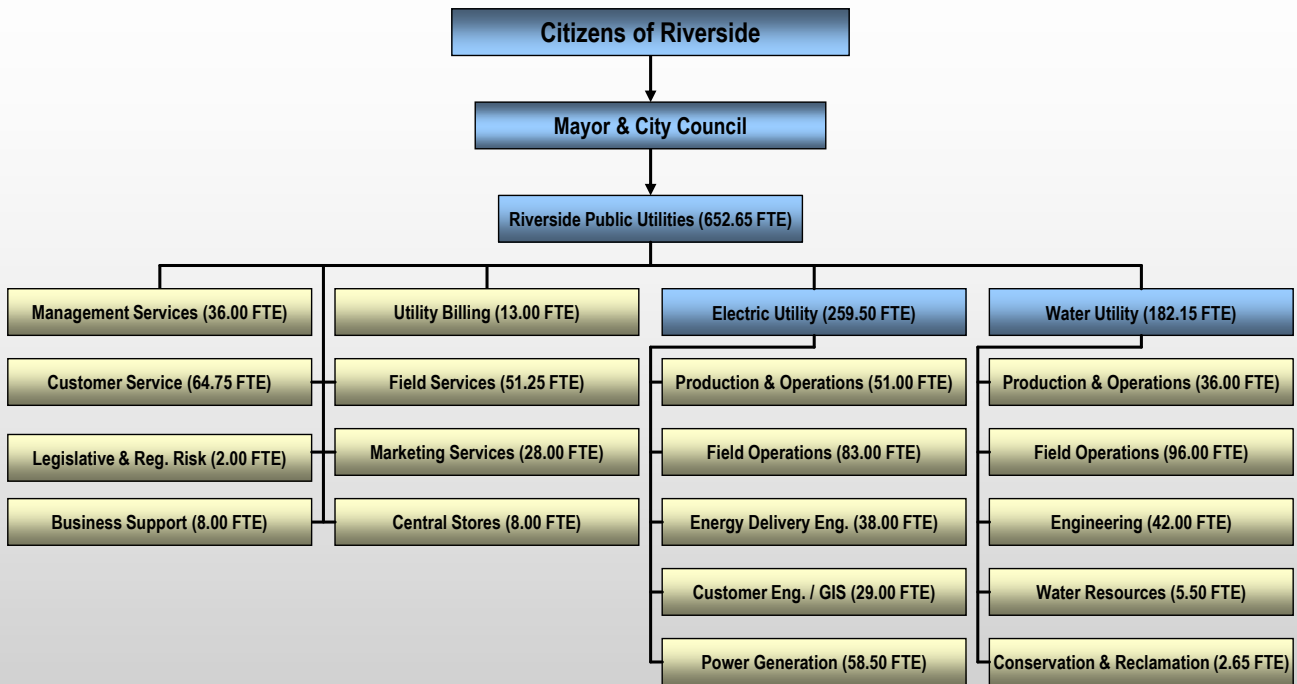 Citizens of Riverside
Mayor & City Council
Riverside Public Utilities (652.65 FTE)
Management Services (36.00 FTE)
Utility Billing (13.00 FTE)
Electric Utility (259.50 FTE)
Water Utility (182.15 FTE)
Customer Service (64.75 FTE)
Field Services (51.25 FTE)
Production & Operations (51.00 FTE)
Production & Operations (36.00 FTE)
Legislative & Reg. Risk (2.00 FTE)
Marketing Services (28.00 FTE)
Field Operations (83.00 FTE)
Field Operations (96.00 FTE)
Business Support (8.00 FTE)
Central Stores (8.00 FTE)
Energy Delivery Eng. (38.00 FTE)
Engineering (42.00 FTE)
Customer Eng. / GIS (29.00 FTE)
Water Resources (5.50 FTE)
Power Generation (58.50 FTE)
Conservation & Reclamation (2.65 FTE)